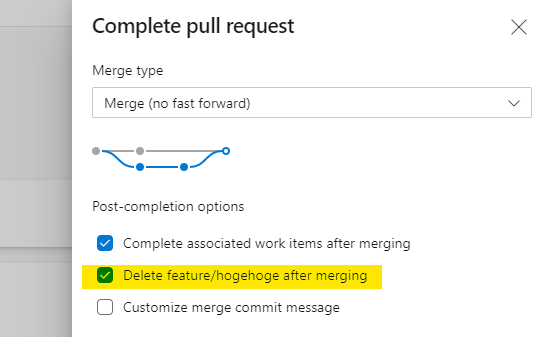 Complete pull request
Merge type
Merge (no fast forward)
Post-completion options
Complete associated work items after merging
Delete feature/hogehoge after merging
Customize merge commit message